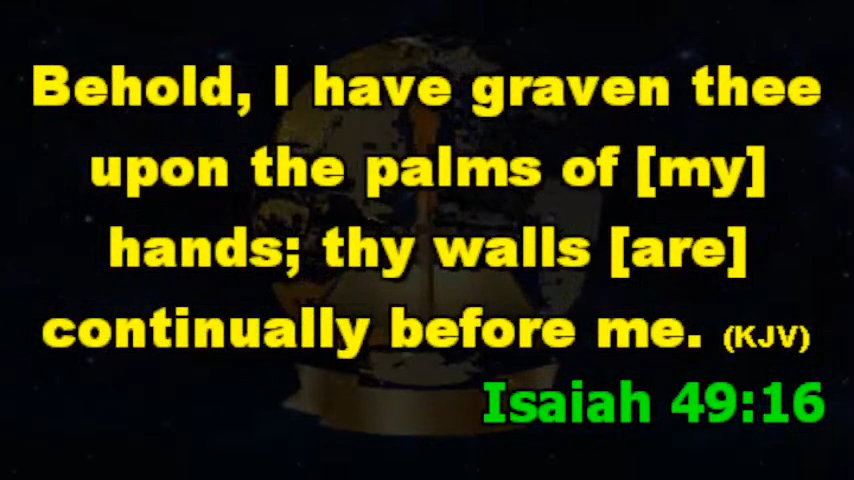 Behold, I have graven thee
upon the palms of [my]
hands; thy walls [are]
continually before me. (KJV)
Isaiah 49:16